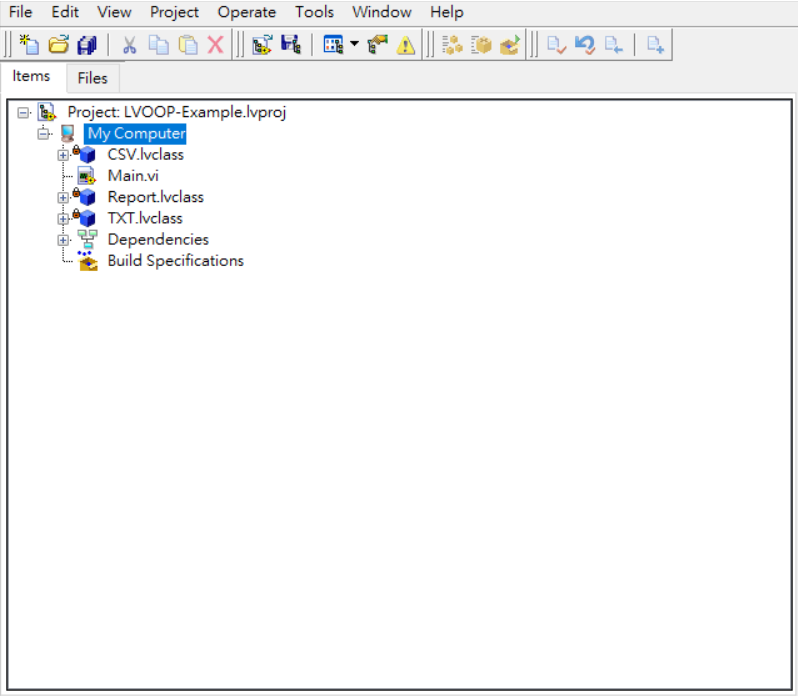 File Edit View Project Operate Tools Window Help
Items Files
Project: LVOOP-Example.lvproj
My Computer
CSV.lvclass
Main.vi
Report.lvclass
TXT.lvclass
Dependencies
Build Specifications